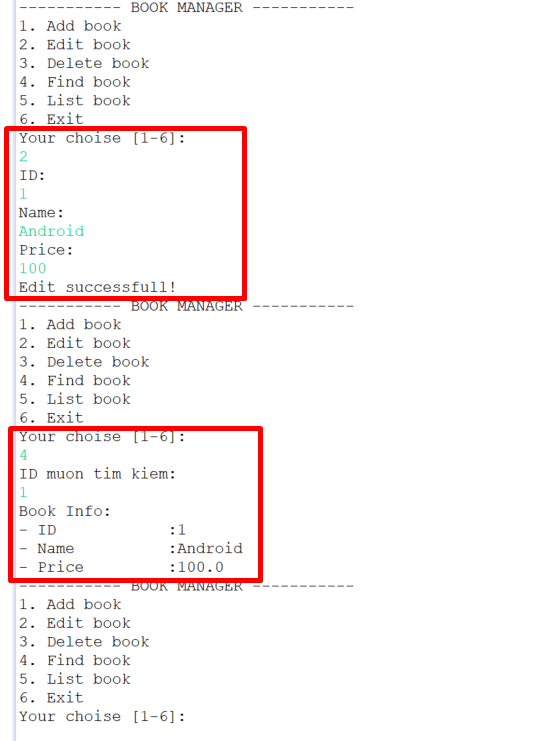 ----------- BOOK MANAGER -----------
1. Add book
2. Edit book
3. Delete book
4. Find book
5. List book
6. Exit
Your choise [1-6]:
2
ID:
1
Name:
Android
Price:
100
Edit successfull!
----------- BOOK MANAGER -----------
1. Add book
2. Edit book
3. Delete book
4. Find book
5. List book
6. Exit
Your choise [1-6]:
4
ID muon tim kiem:
1
Book Info:
- ID :1
- Name :Android
- Price :100.0
----------- BOOK MANAGER -----------
1. Add book
2. Edit book
3. Delete book
4. Find book
5. List book
6. Exit
Your choise [1-6]: